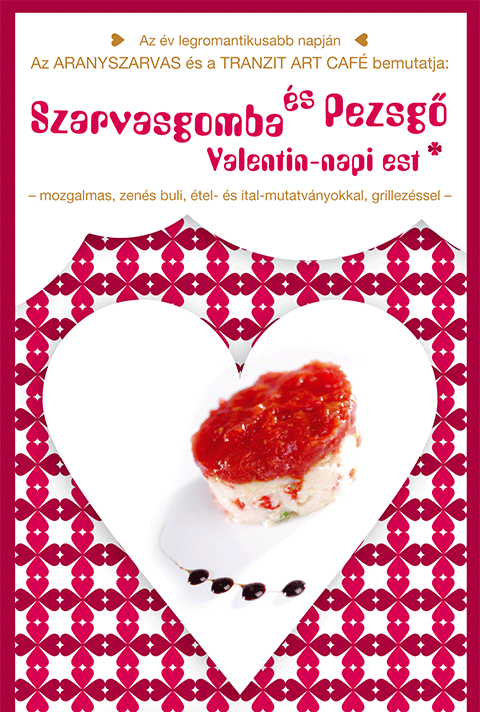 Az év legromantikusabb napján
Az ARANYSZARVAS és a TRANZIT ART CAFÉ bemutatja:
Szarvasgomba és Pezsgő
Valentin-napi est *
– mozgalmas, zenés buli, étel- és ital-mutatványokkal, grillezéssel –